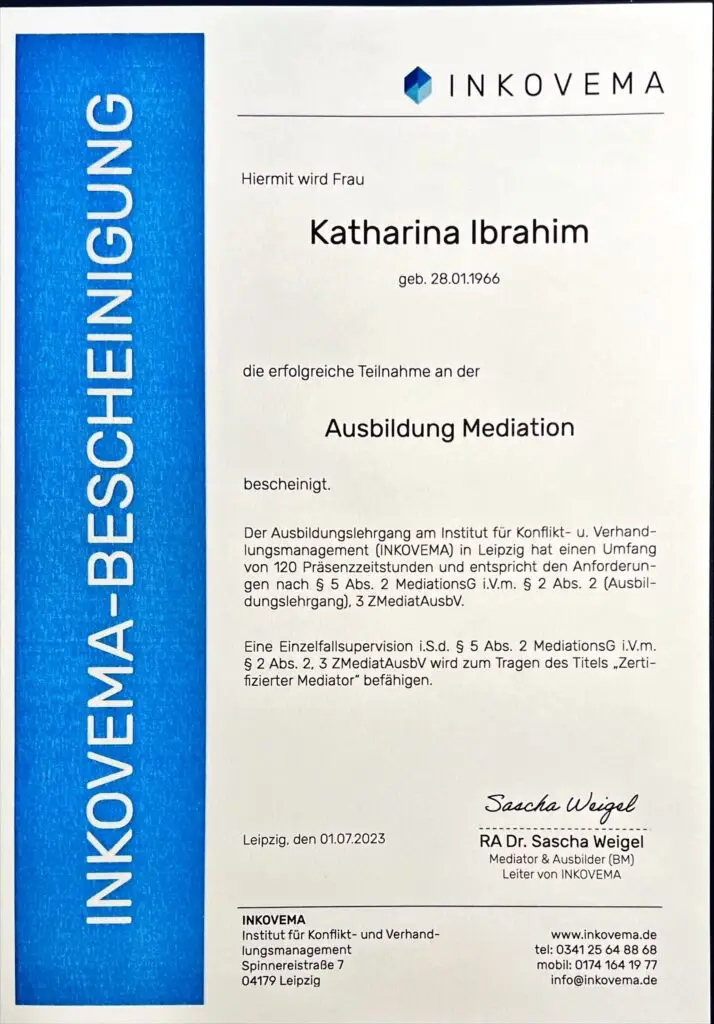 INKOVEMA-BESCHEINIGUNG
INKOVEMA
Hiermit wird Frau
Katharina Ibrahim
geb. 28.01.1966
die erfolgreiche Teilnahme an der
Ausbildung Mediation
bescheinigt.
Der Ausbildungslehrgang am Institut für Konflikt- u. Verhand-
lungsmanagement (INKOVEMA) in Leipzig hat einen Umfang
von 120 Präsenzzeitstunden und entspricht den Anforderun-
gen nach § 5 Abs. 2 MediationsG i.V.m. § 2 Abs. 2 (Ausbil-
dungslehrgang), 3 ZMediatAusbV.
Eine Einzelfallsupervision i.S.d. § 5 Abs. 2 MediationsG i.V.m.
§ 2 Abs. 2, 3 ZMediatAusbV wird zum Tragen des Titels „Zerti-
fizierter Mediator“ befähigen.
Sascha Weigel
Leipzig, den 01.07.2023
RA Dr. Sascha Weigel
Mediator & Ausbilder (BM)
Leiter von INKOVEMA
INKOVEMA
Institut für Konflikt- und Verhand-
lungsmanagement
Spinnereistraße 7
04179 Leipzig
www.inkovema.de
tel: 0341 25 64 88 68
mobil: 0174 164 19 77
info@inkovema.de